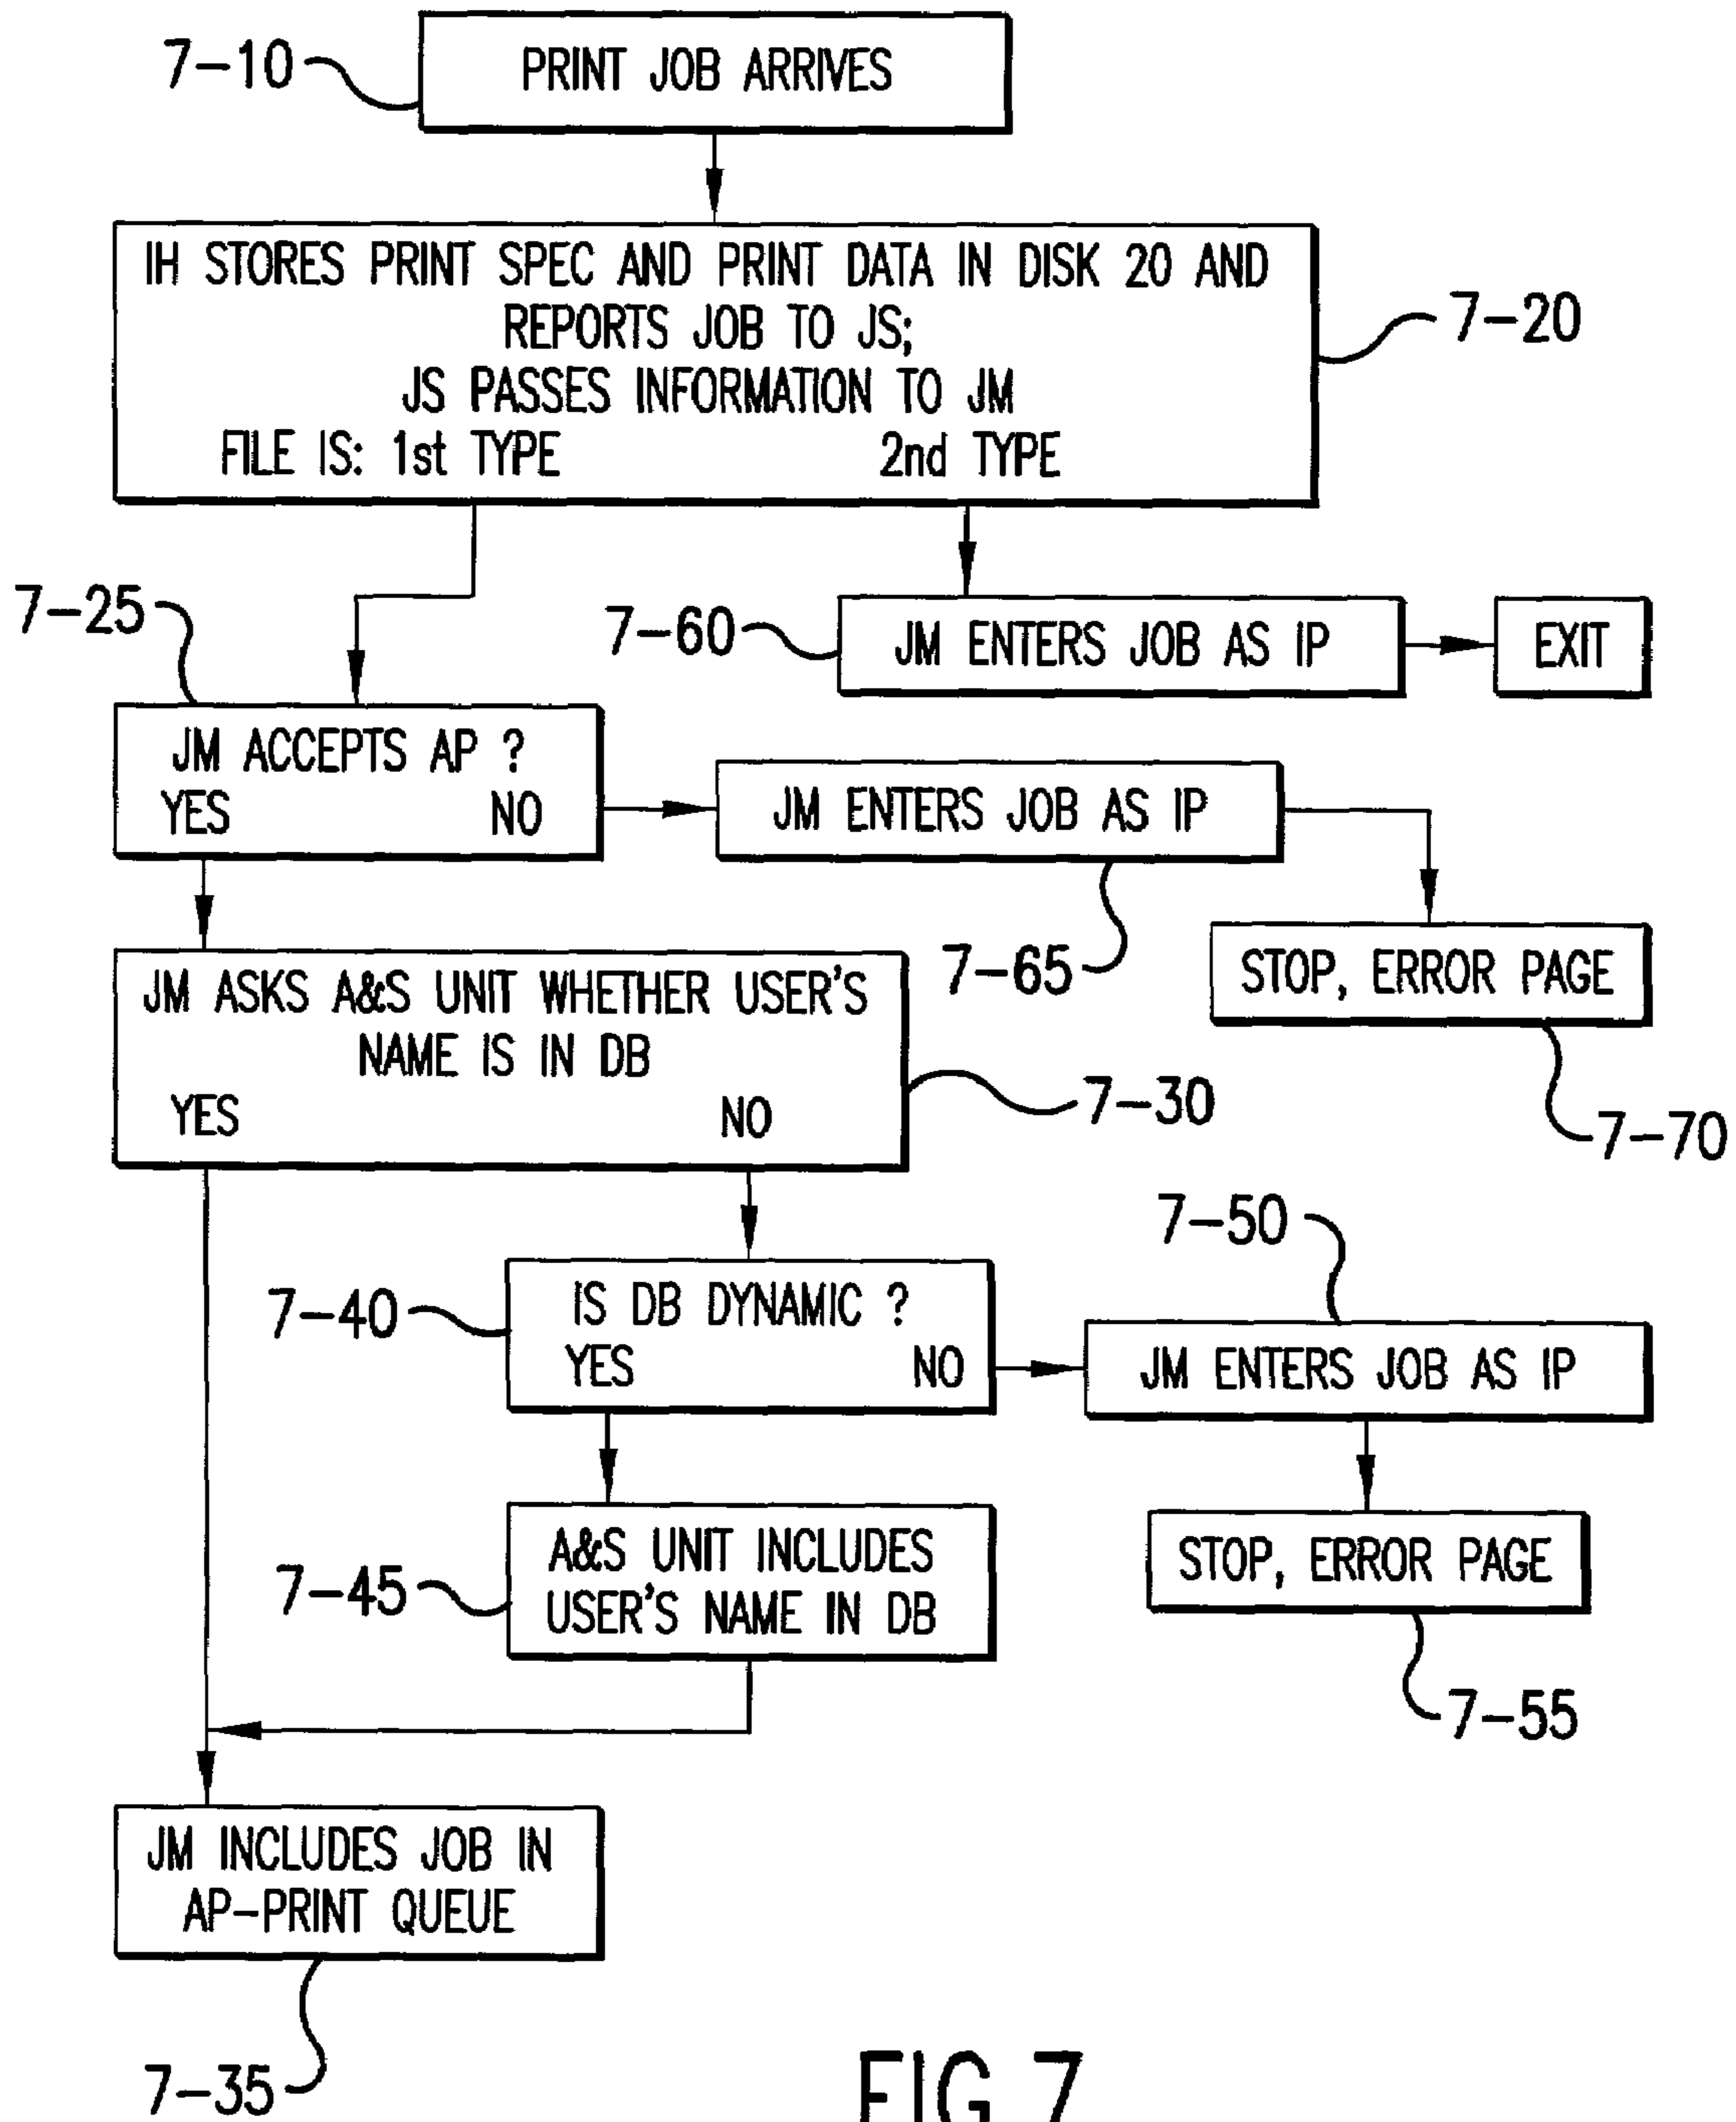 7-10
PRINT JOB ARRIVES
IH STORES PRINT SPEC AND PRINT DATA IN DISK 20 AND
REPORTS JOB TO JS;
JS PASSES INFORMATION TO JM
FILE IS: 1st TYPE 2nd TYPE
7-20
7-25
7-60
JM ENTERS JOB AS IP
EXIT
JM ACCEPTS AP ?
YES NO
JM ENTERS JOB AS IP
7-65
STOP, ERROR PAGE
7-70
JM ASKS A&S UNIT WHETHER USER'S
NAME IS IN DB
YES NO
7-30
7-40
IS DB DYNAMIC ?
YES NO
7-50
JM ENTERS JOB AS IP
7-45
A&S UNIT INCLUDES
USER'S NAME IN DB
STOP, ERROR PAGE
7-55
JM INCLUDES JOB IN
AP-PRINT QUEUE
7-35
FIG.7